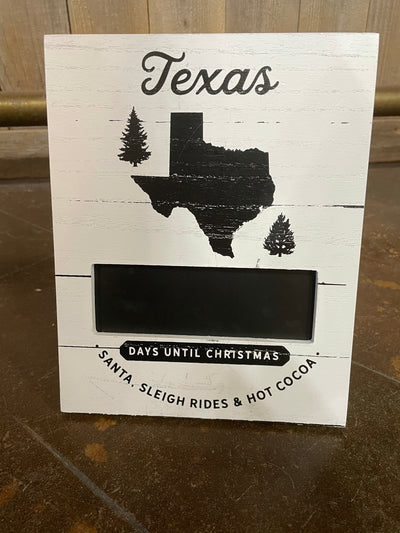 Texas
DAYS UNTIL CHRISTMAS
SANTA, SLEIGH RIDES & HOT COCOA